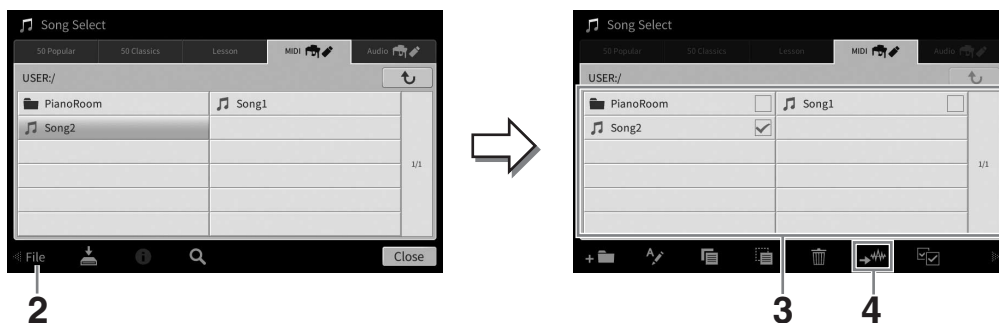 Song Select
50 Popular 50 Classics Lesson MIDI Audio
USER:/
PianoRoom Song1
Song2
1/1
File Close
2
Song Select
50 Popular 50 Classics Lesson MIDI Audio
USER:/
PianoRoom Song1
Song2
1/1
3 4